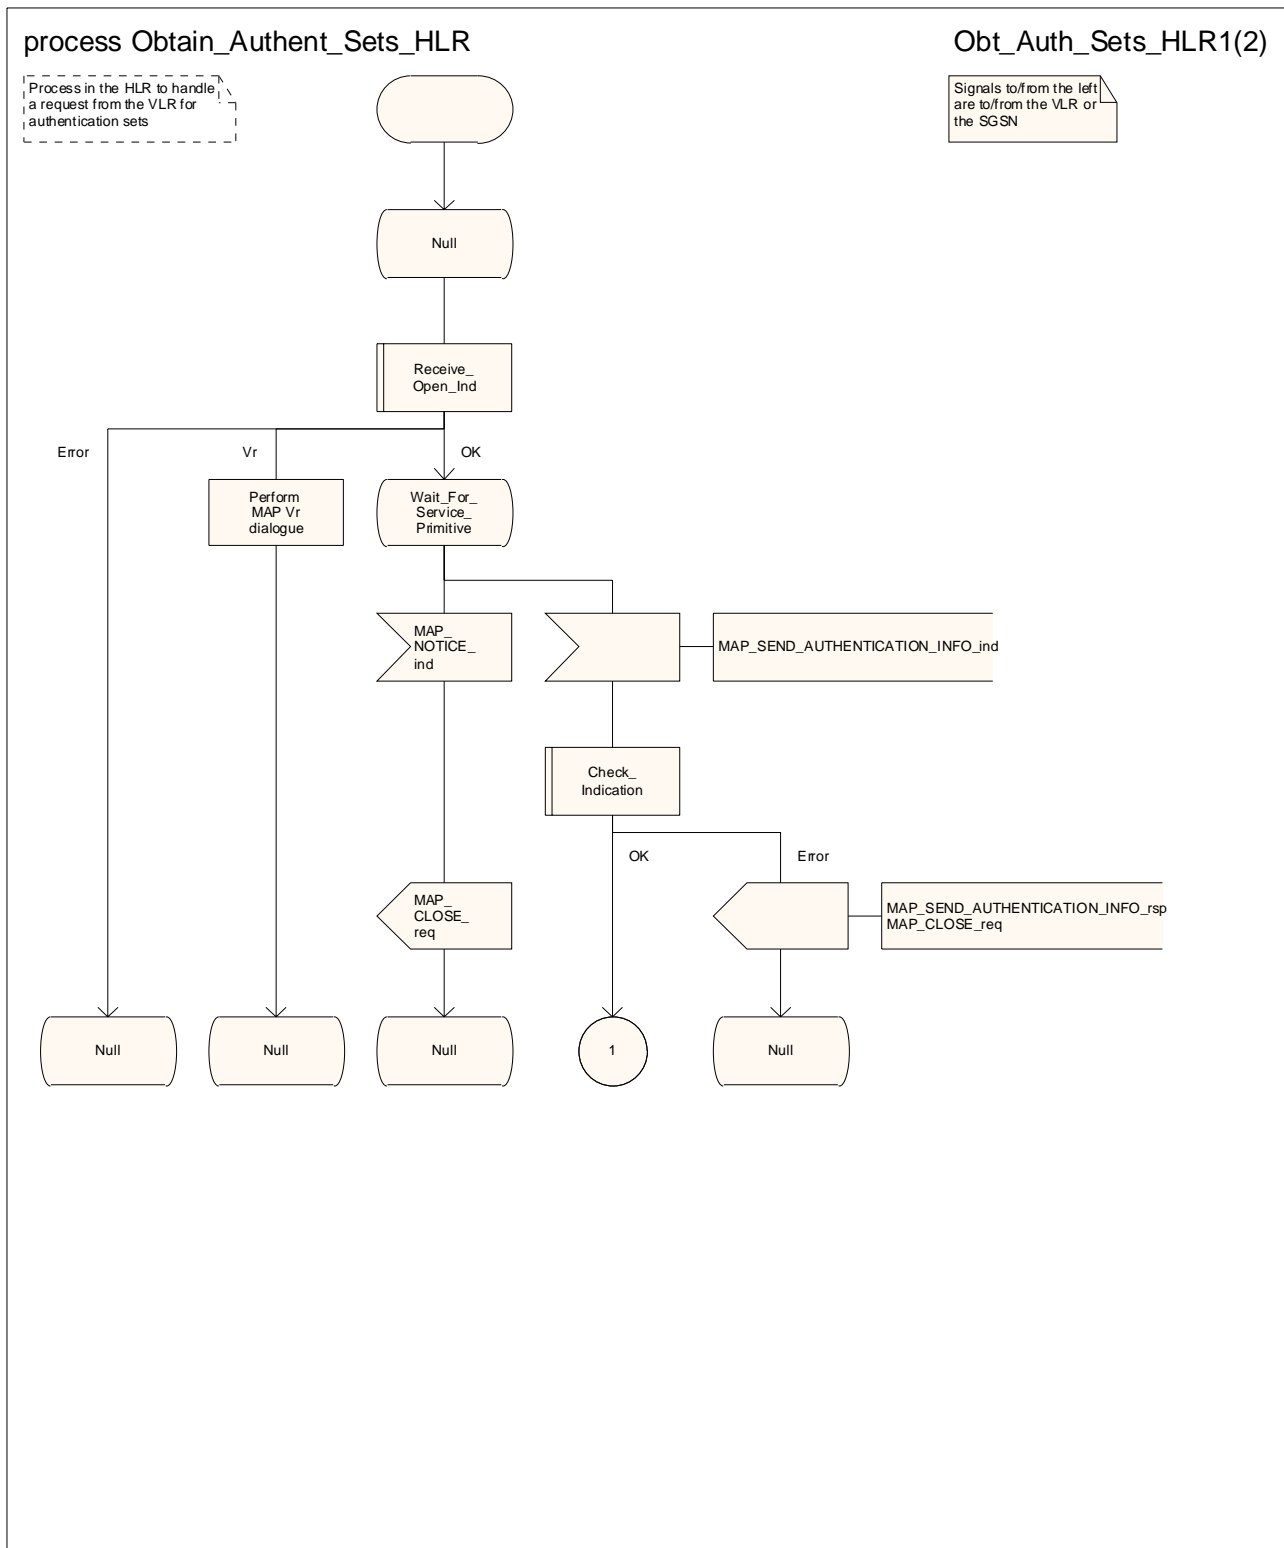 process Obtain_Authent_Sets_HLR
Obt_Auth_Sets_HLR1(2)
Process in the HLR to handle
a request from the VLR for
authentication sets
Signals to/from the left
are to/from the VLR or
the SGSN
Null
Receive_
Open_Ind
Error
Vr
OK
Perform
MAP Vr
dialogue
Wait_For_
Service_
Primitive
MAP_
NOTICE_
ind
MAP_SEND_AUTHENTICATION_INFO_ind
Check_
Indication
OK
Error
MAP_
CLOSE_
req
MAP_SEND_AUTHENTICATION_INFO_rsp
MAP_CLOSE_req
Null
Null
Null
1
Null